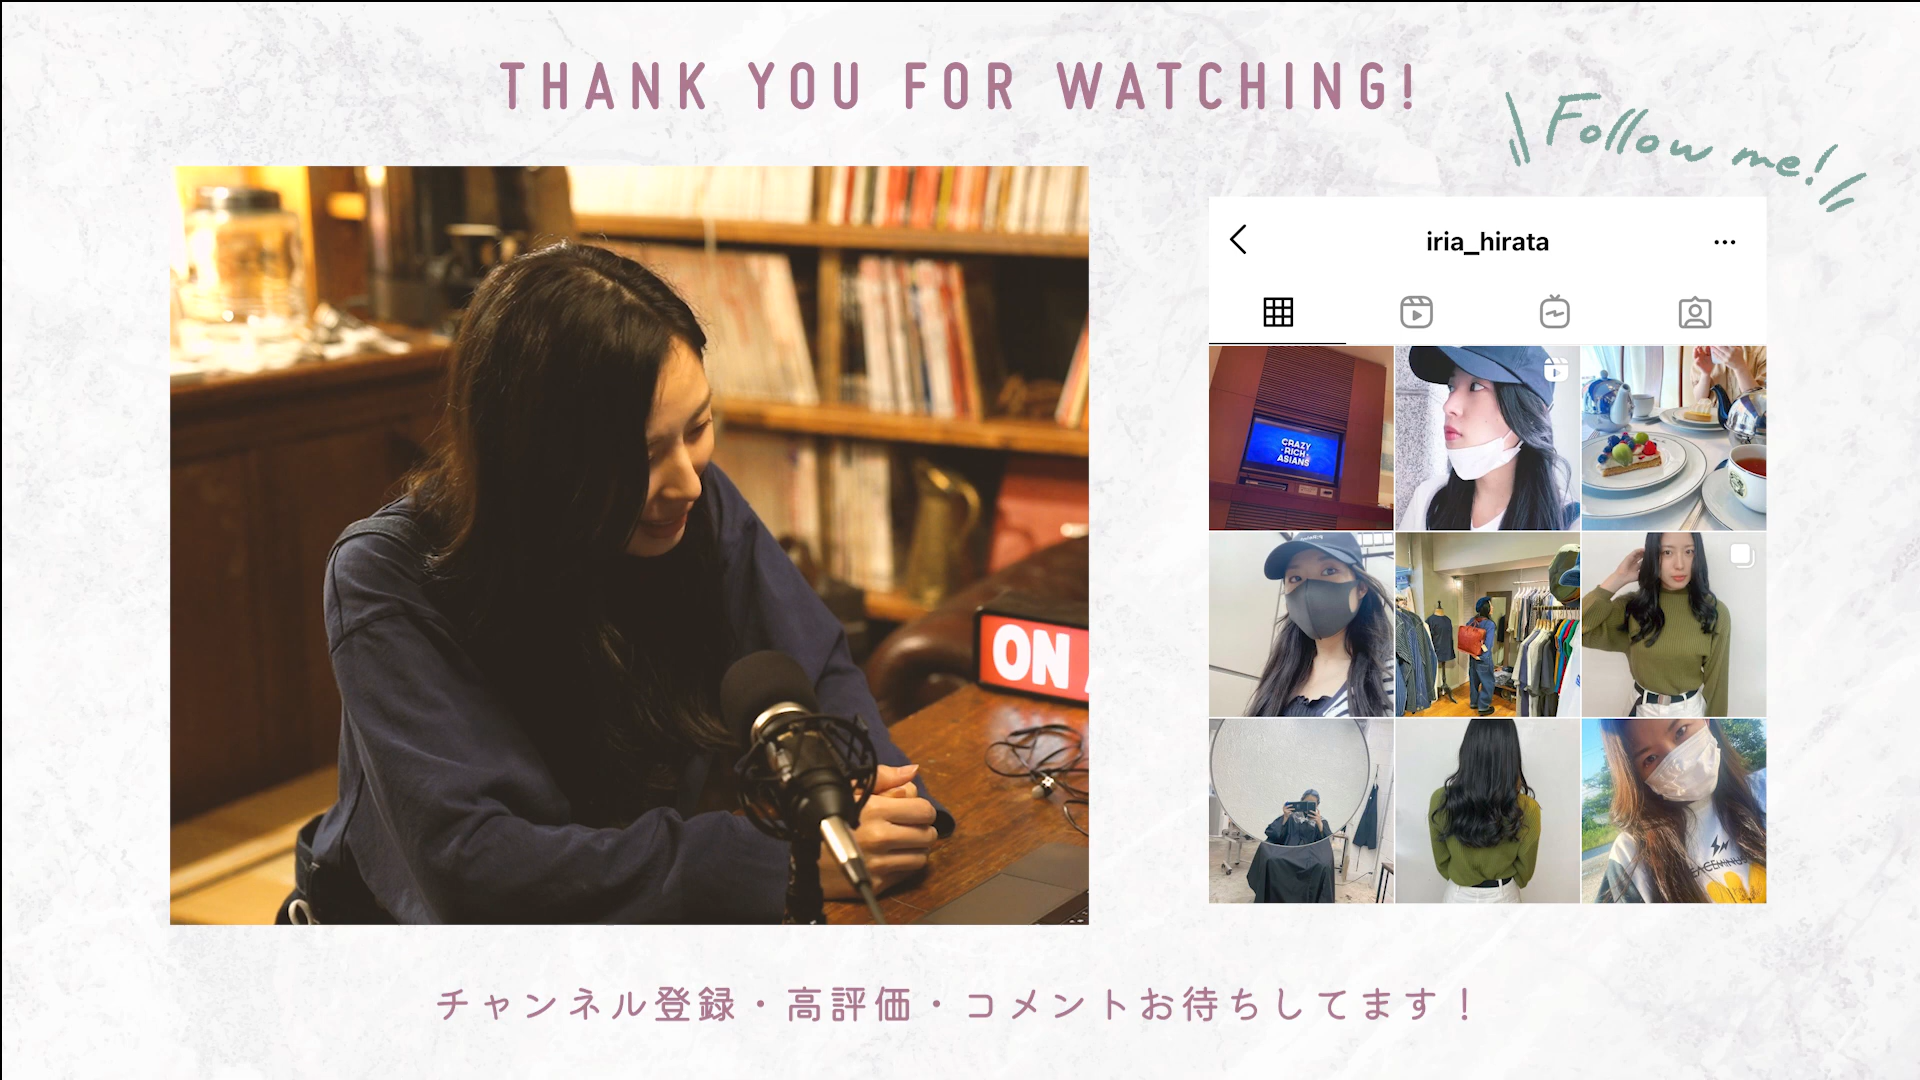 THANK YOU FOR WATCHING!
Follow me!
iria_hirata
CRAZY
RICH
ASIANS
ON
チャンネル登録・高評価・コメントお待ちしてます！